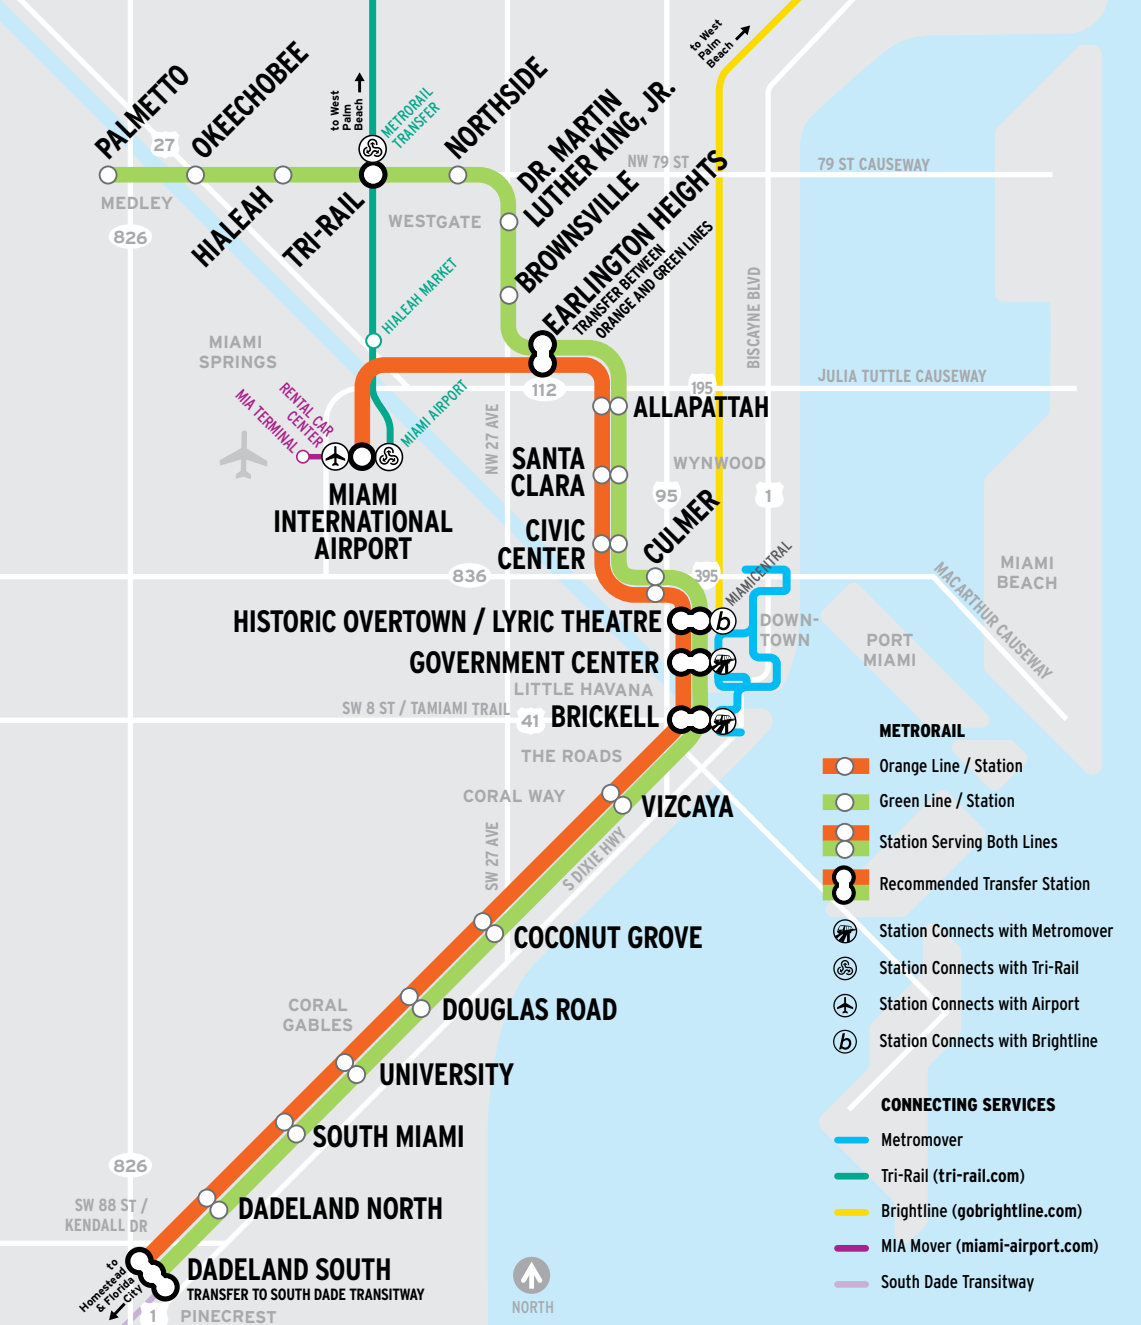 to West
Palm
Beach
to West
Palm
Beach
METRORAIL
TRANSFER
PALMETTO
27
OKEECHOBEE
NORTHSIDE
DR. MARTIN
LUTHER KING, JR.
NW 79 ST
79 ST CAUSEWAY
MEDLEY
826
HIALEAH
TRI-RAIL
WESTGATE
BROWNSVILLE
EARLINGTON HEIGHTS
TRANSFER BETWEEN
ORANGE AND GREEN LINES
HIALEAH MARKET
BISCAYNE BLVD
MIAMI
SPRINGS
112
195
JULIA TUTTLE CAUSEWAY
RENTAL CAR
CENTER
MIA TERMINAL
MIAMI AIRPORT
NW 27 AVE
ALLAPATTAH
SANTA
CLARA
WYNWOOD
95
1
MIAMI
INTERNATIONAL
AIRPORT
CIVIC
CENTER
CULMER
836
395
MIAMICENTRAL
MIAMI
BEACH
MACARTHUR CAUSEWAY
HISTORIC OVERTOWN / LYRIC THEATRE
b
DOWN-
TOWN
PORT
MIAMI
GOVERNMENT CENTER
LITTLE HAVANA
SW 8 ST / TAMIAMI TRAIL
41
BRICKELL
THE ROADS
CORAL WAY
VIZCAYA
SW 27 AVE
S DIXIE HWY
COCONUT GROVE
CORAL
GABLES
DOUGLAS ROAD
UNIVERSITY
SOUTH MIAMI
826
SW 88 ST /
KENDALL DR
DADELAND NORTH
DADELAND SOUTH
TRANSFER TO SOUTH DADE TRANSITWAY
to
Homestead
& Florida
City
1
PINECREST
NORTH
METRORAIL
Orange Line / Station
Green Line / Station
Station Serving Both Lines
Recommended Transfer Station
Station Connects with Metromover
Station Connects with Tri-Rail
Station Connects with Airport
b Station Connects with Brightline
CONNECTING SERVICES
Metromover
Tri-Rail (tri-rail.com)
Brightline (gobrightline.com)
MIA Mover (miami-airport.com)
South Dade Transitway